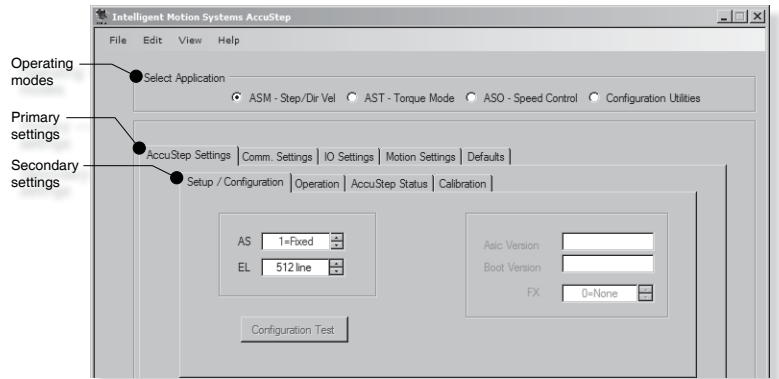 Intelligent Motion Systems AccuStep
File Edit View Help
Operating modes
Select Application
ASM - Step/Dir Vel AST - Torque Mode ASO - Speed Control Configuration Utilities
Primary settings
AccuStep Settings Comm. Settings IO Settings Motion Settings Defaults
Secondary settings
Setup / Configuration Operation AccuStep Status Calibration
AS 1=Fixed
EL 512 line
Asic Version
Boot Version
FX 0=None
Configuration Test